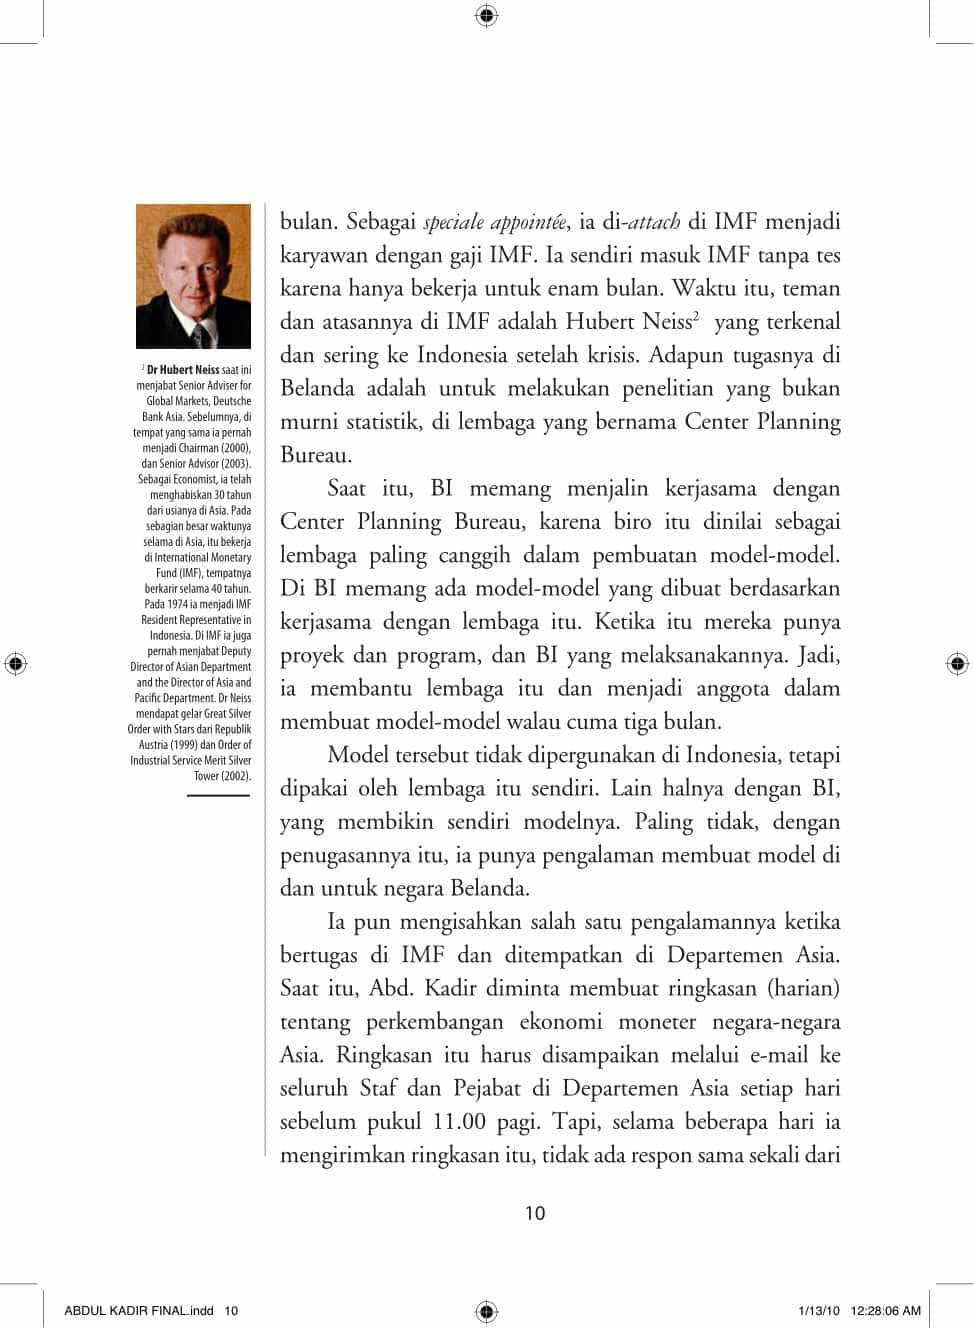 bulan. Sebagai speciale appointée, ia di-attach di IMF menjadi
karyawan dengan gaji IMF. Ia sendiri masuk IMF tanpa tes
karena hanya bekerja untuk enam bulan. Waktu itu, teman
dan atasannya di IMF adalah Hubert Neiss2 yang terkenal
dan sering ke Indonesia setelah krisis. Adapun tugasnya di
Belanda adalah untuk melakukan penelitian yang bukan
murni statistik, di lembaga yang bernama Center Planning
Bureau.
Saat itu, BI memang menjalin kerjasama dengan
Center Planning Bureau, karena biro itu dinilai sebagai
lembaga paling canggih dalam pembuatan model-model.
Di BI memang ada model-model yang dibuat berdasarkan
kerjasama dengan lembaga itu. Ketika itu mereka punya
proyek dan program, dan BI yang melaksanakannya. Jadi,
ia membantu lembaga itu dan menjadi anggota dalam
membuat model-model walau cuma tiga bulan.
Model tersebut tidak dipergunakan di Indonesia, tetapi
dipakai oleh lembaga itu sendiri. Lain halnya dengan BI,
yang membikin sendiri modelnya. Paling tidak, dengan
penugasannya itu, ia punya pengalaman membuat model di
dan untuk negara Belanda.
Ia pun mengisahkan salah satu pengalamannya ketika
bertugas di IMF dan ditempatkan di Departemen Asia.
Saat itu, Abd. Kadir diminta membuat ringkasan (harian)
tentang perkembangan ekonomi moneter negara-negara
Asia. Ringkasan itu harus disampaikan melalui e-mail ke
seluruh Staf dan Pejabat di Departemen Asia setiap hari
sebelum pukul 11.00 pagi. Tapi, selama beberapa hari ia
mengirimkan ringkasan itu, tidak ada respon sama sekali dari
2 Dr Hubert Neiss saat ini
menjabat Senior Adviser for
Global Markets, Deutsche
Bank Asia. Sebelumnya, di
tempat yang sama ia pernah
menjadi Chairman (2000),
dan Senior Advisor (2003).
Sebagai Economist, ia telah
menghabiskan 30 tahun
dari usianya di Asia. Pada
sebagian besar waktunya
selama di Asia, itu bekerja
di International Monetary
Fund (IMF), tempatnya
berkarir selama 40 tahun.
Pada 1974 ia menjadi IMF
Resident Representative in
Indonesia. Di IMF ia juga
pernah menjabat Deputy
Director of Asian Department
and the Director of Asia and
Pacific Department. Dr Neiss
mendapat gelar Great Silver
Order with Stars dari Republik
Austria (1999) dan Order of
Industrial Service Merit Silver
Tower (2002).
10
ABDUL KADIR FINAL.indd 10
1/13/10 12:28:06 AM